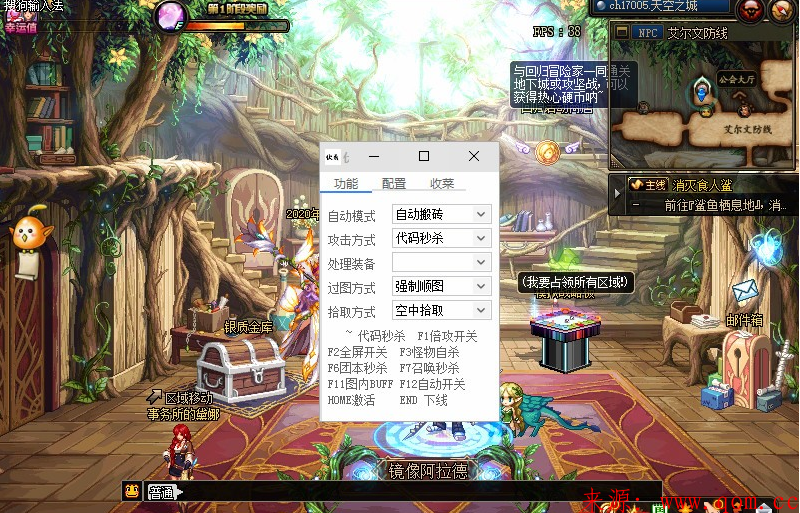 搜狗输入法
幸运值
第1阶段奖励
FPS : 38
ch17005.天空之城
NPC 艾尔文防线
与回归冒险家一同通关
地下城或攻坚战，可以
获得热心硬币呐~
公会大厅
艾尔文防线
主线 消灭食人鲨
前往『鲨鱼栖息地』，消...
功能 配置 收菜
自动模式 自动搬砖
攻击方式 代码秒杀
处理装备
过图方式 强制顺图
拾取方式 空中拾取
~ 代码秒杀 F1倍攻开关
F2全屏开关 F3怪物自杀
F6团本秒杀 F7召唤秒杀
F11图内BUFF F12自动开关
HOME激活 END 下线
2020年
(我要占领所有区域!)
银质金库
邮件箱
区域移动
事务所的黛娜
镜像阿拉德
普通
来源：www.qqm.cc